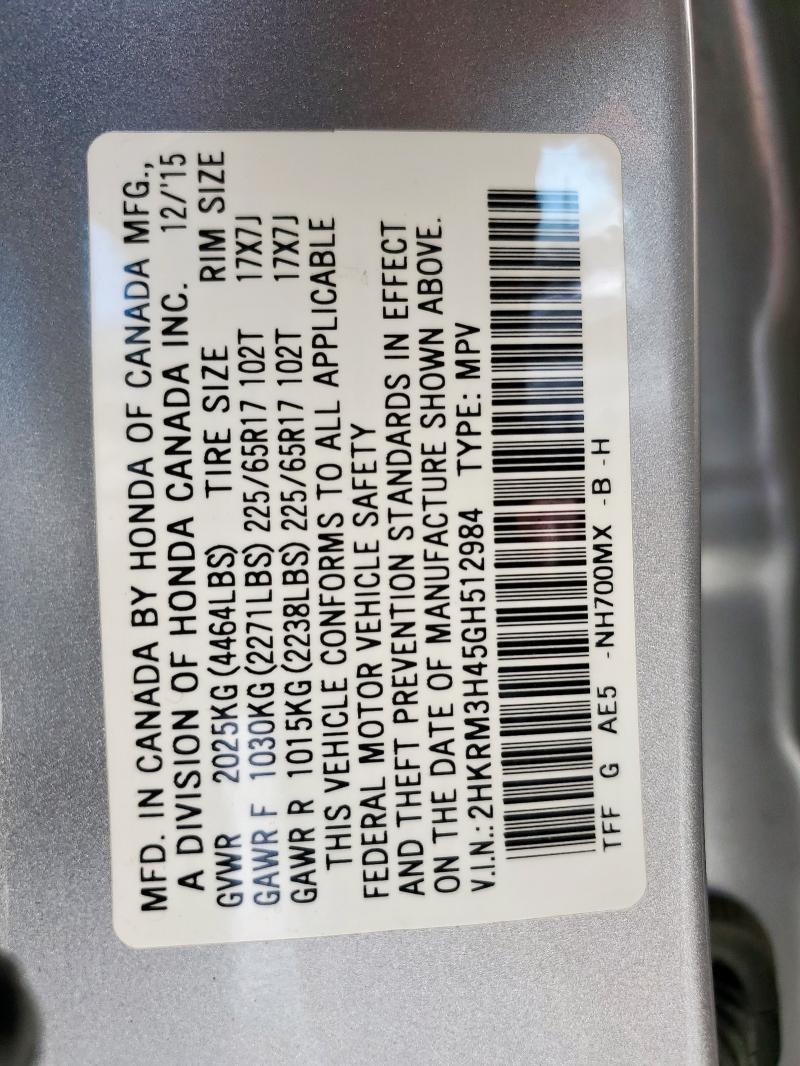 MFD. IN CANADA BY HONDA OF CANADA MFG.,
A DIVISION OF HONDA CANADA INC. 12/'15
GVWR 2025KG (4464LBS) TIRE SIZE RIM SIZE
GAWR F 1030KG (2271LBS) 225/65R17 102T 17X7J
GAWR R 1015KG (2238LBS) 225/65R17 102T 17X7J
THIS VEHICLE CONFORMS TO ALL APPLICABLE
FEDERAL MOTOR VEHICLE SAFETY
AND THEFT PREVENTION STANDARDS IN EFFECT
ON THE DATE OF MANUFACTURE SHOWN ABOVE.
V.I.N.: 2HKRM3H45GH512984 TYPE: MPV
TFF G AE5 -NH700MX -B -H